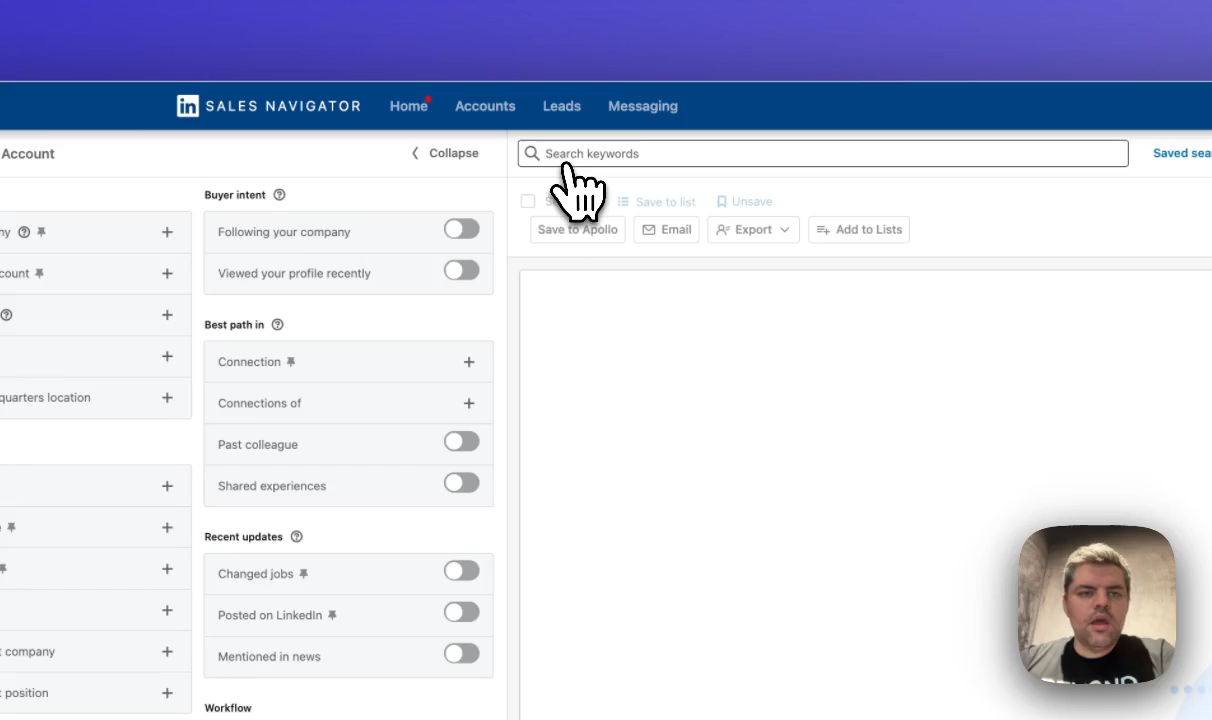 in SALES NAVIGATOR Home Accounts Leads Messaging
Account
Collapse
Search keywords
Saved sea
Buyer intent
Save to list
Unsave
ny
Following your company
Save to Apollo
Email
Export
Add to Lists
count
Viewed your profile recently
Best path in
Connection
quarters location
Connections of
Past colleague
Shared experiences
Recent updates
Changed jobs
Posted on LinkedIn
t company
Mentioned in news
t position
Workflow
BEYOND